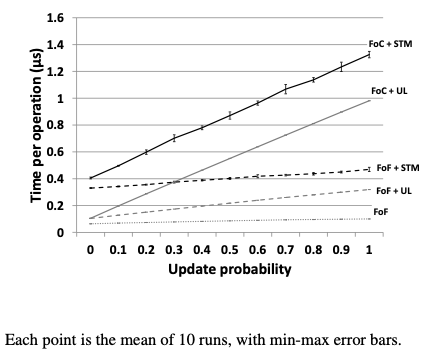 1.6
1.4
1.2
1
0.8
0.6
0.4
0.2
0
Time per operation (µs)
FoC + STM
FoC + UL
FoF + STM
FoF + UL
FoF
0 0.1 0.2 0.3 0.4 0.5 0.6 0.7 0.8 0.9 1
Update probability
Each point is the mean of 10 runs, with min-max error bars.